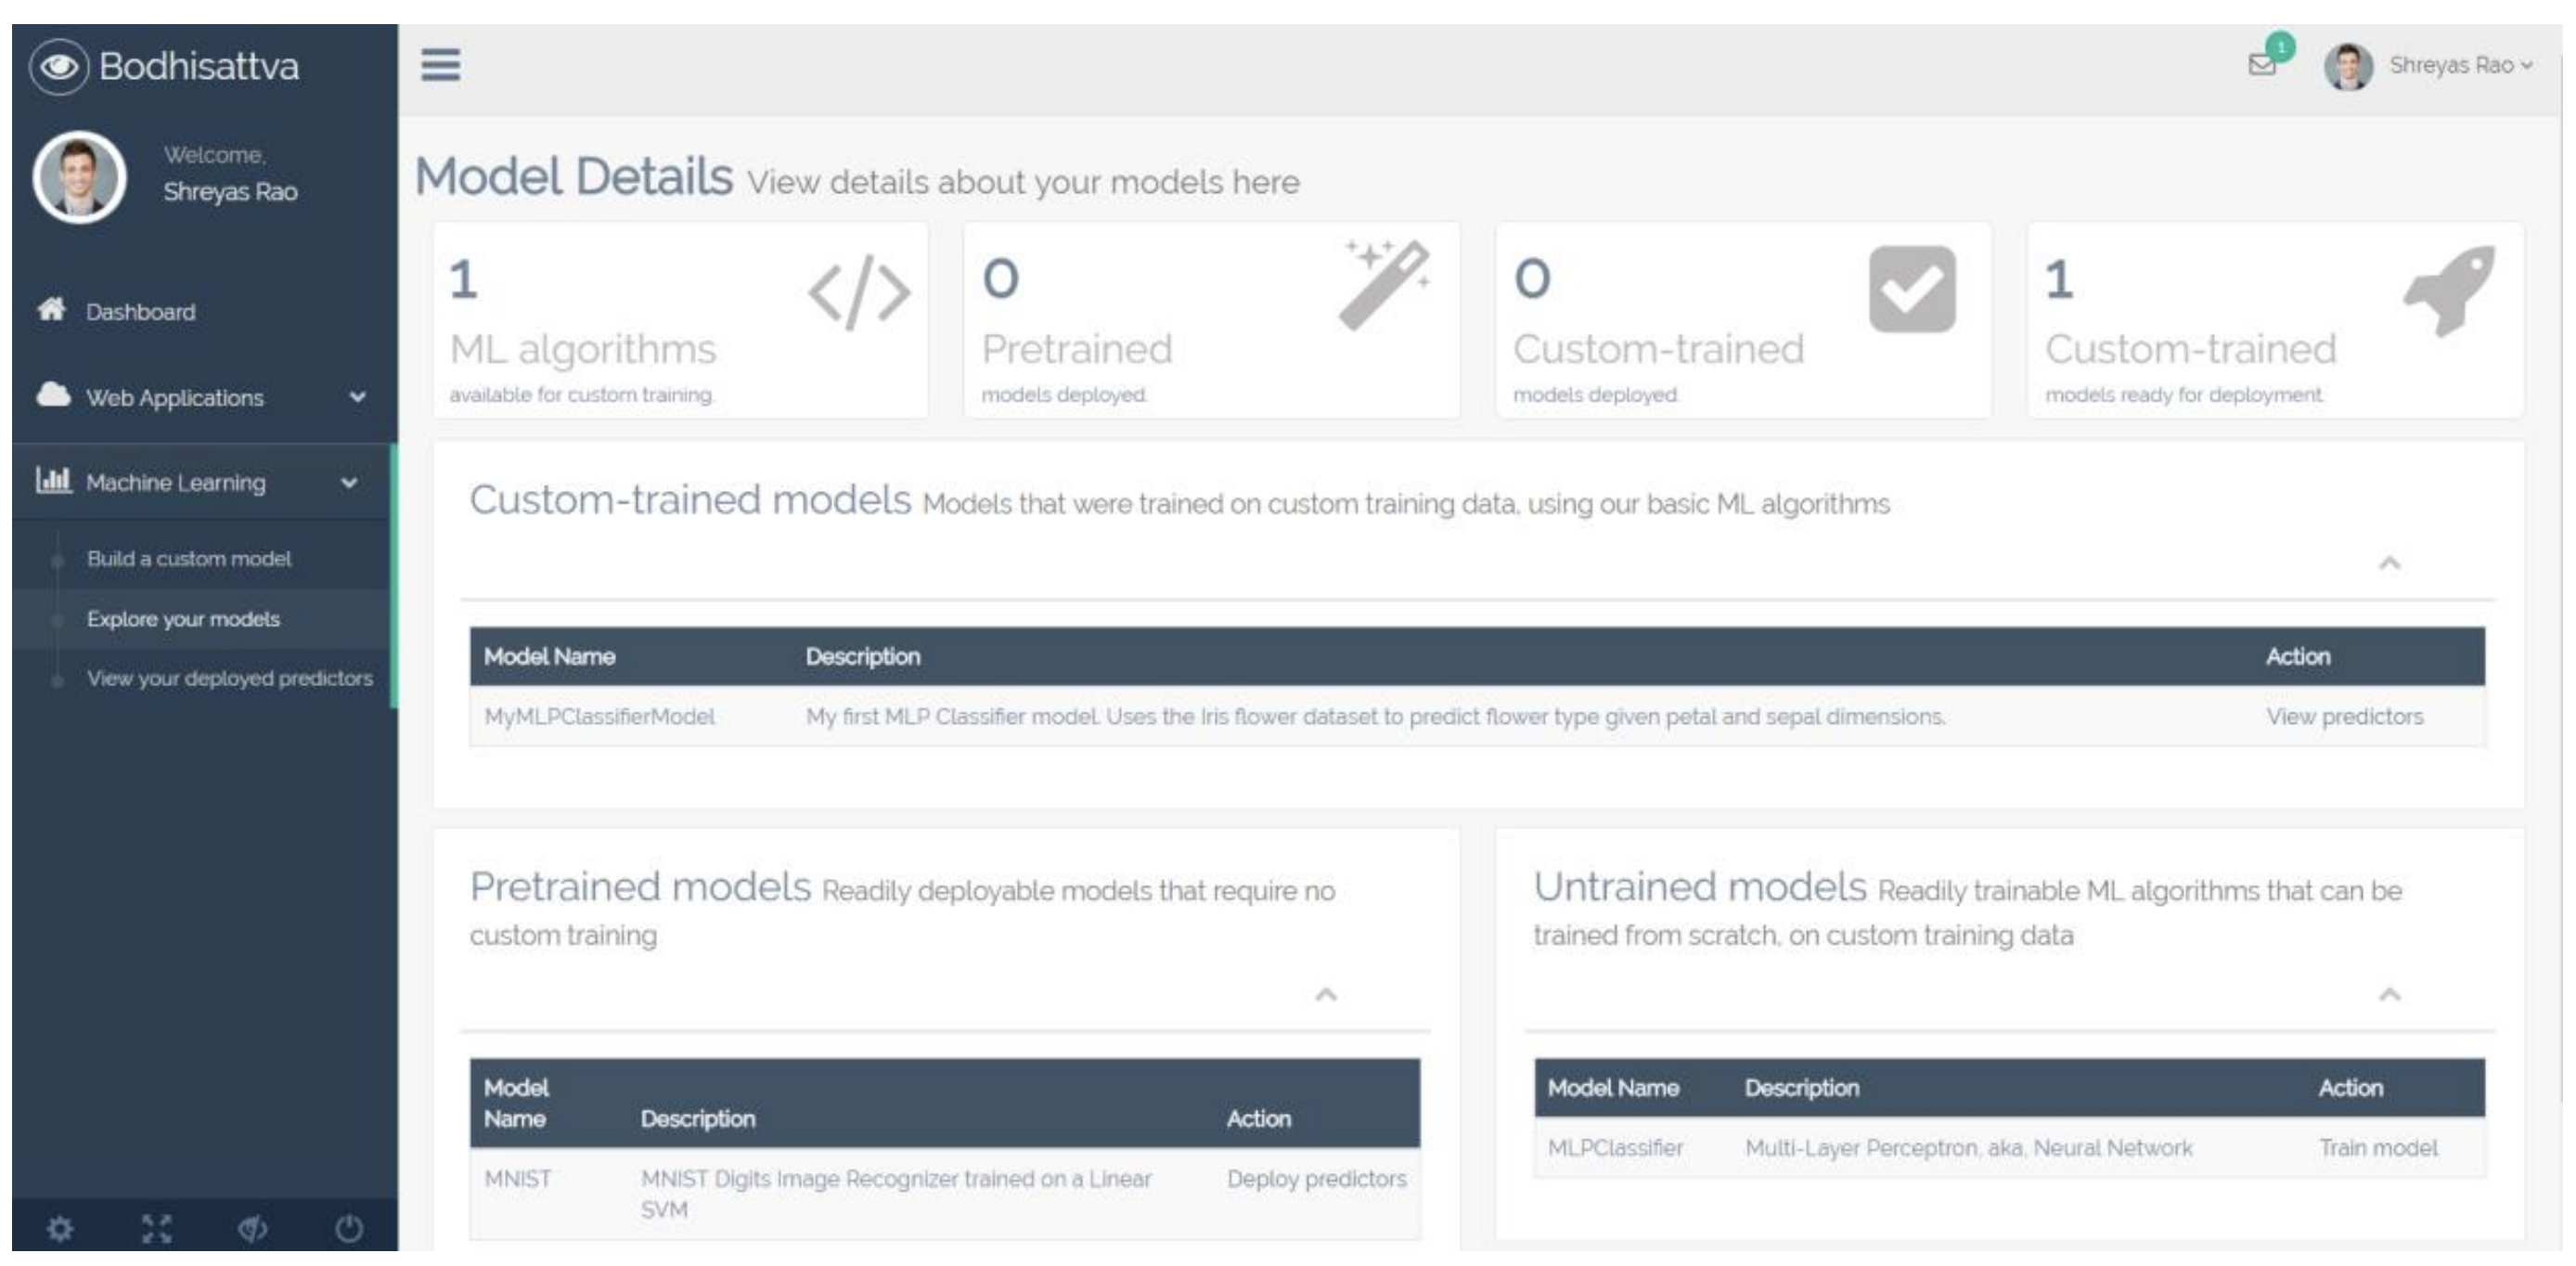 Bodhisattva
Welcome,
Shreyas Rao
Dashboard
Web Applications
Machine Learning
Build a custom model
Explore your models
View your deployed predictors
1
Shreyas Rao
Model Details View details about your models here
1
ML algorithms
available for custom training.
0
Pretrained
models deployed.
0
Custom-trained
models deployed.
1
Custom-trained
models ready for deployment.
Custom-trained models Models that were trained on custom training data, using our basic ML algorithms
Model Name Description Action
MyMLPClassifierModel My first MLP Classifier model. Uses the Iris flower dataset to predict flower type given petal and sepal dimensions. View predictors
Pretrained models Readily deployable models that require no
custom training
Model
Name Description Action
MNIST MNIST Digits Image Recognizer trained on a Linear Deploy predictors
SVM
Untrained models Readily trainable ML algorithms that can be
trained from scratch, on custom training data
Model Name Description Action
MLPClassifier Multi-Layer Perceptron, aka, Neural Network Train model